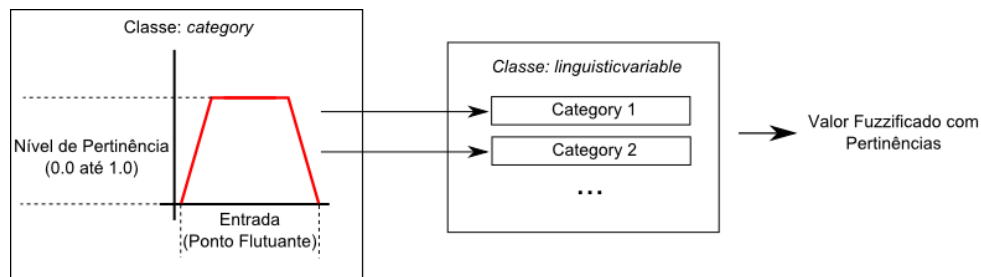 Classe: category
Nível de Pertinência
(0.0 até 1.0)
Entrada
(Ponto Flutuante)
Classe: linguisticvariable
Category 1
Category 2
...
Valor Fuzzificado com
Pertinências